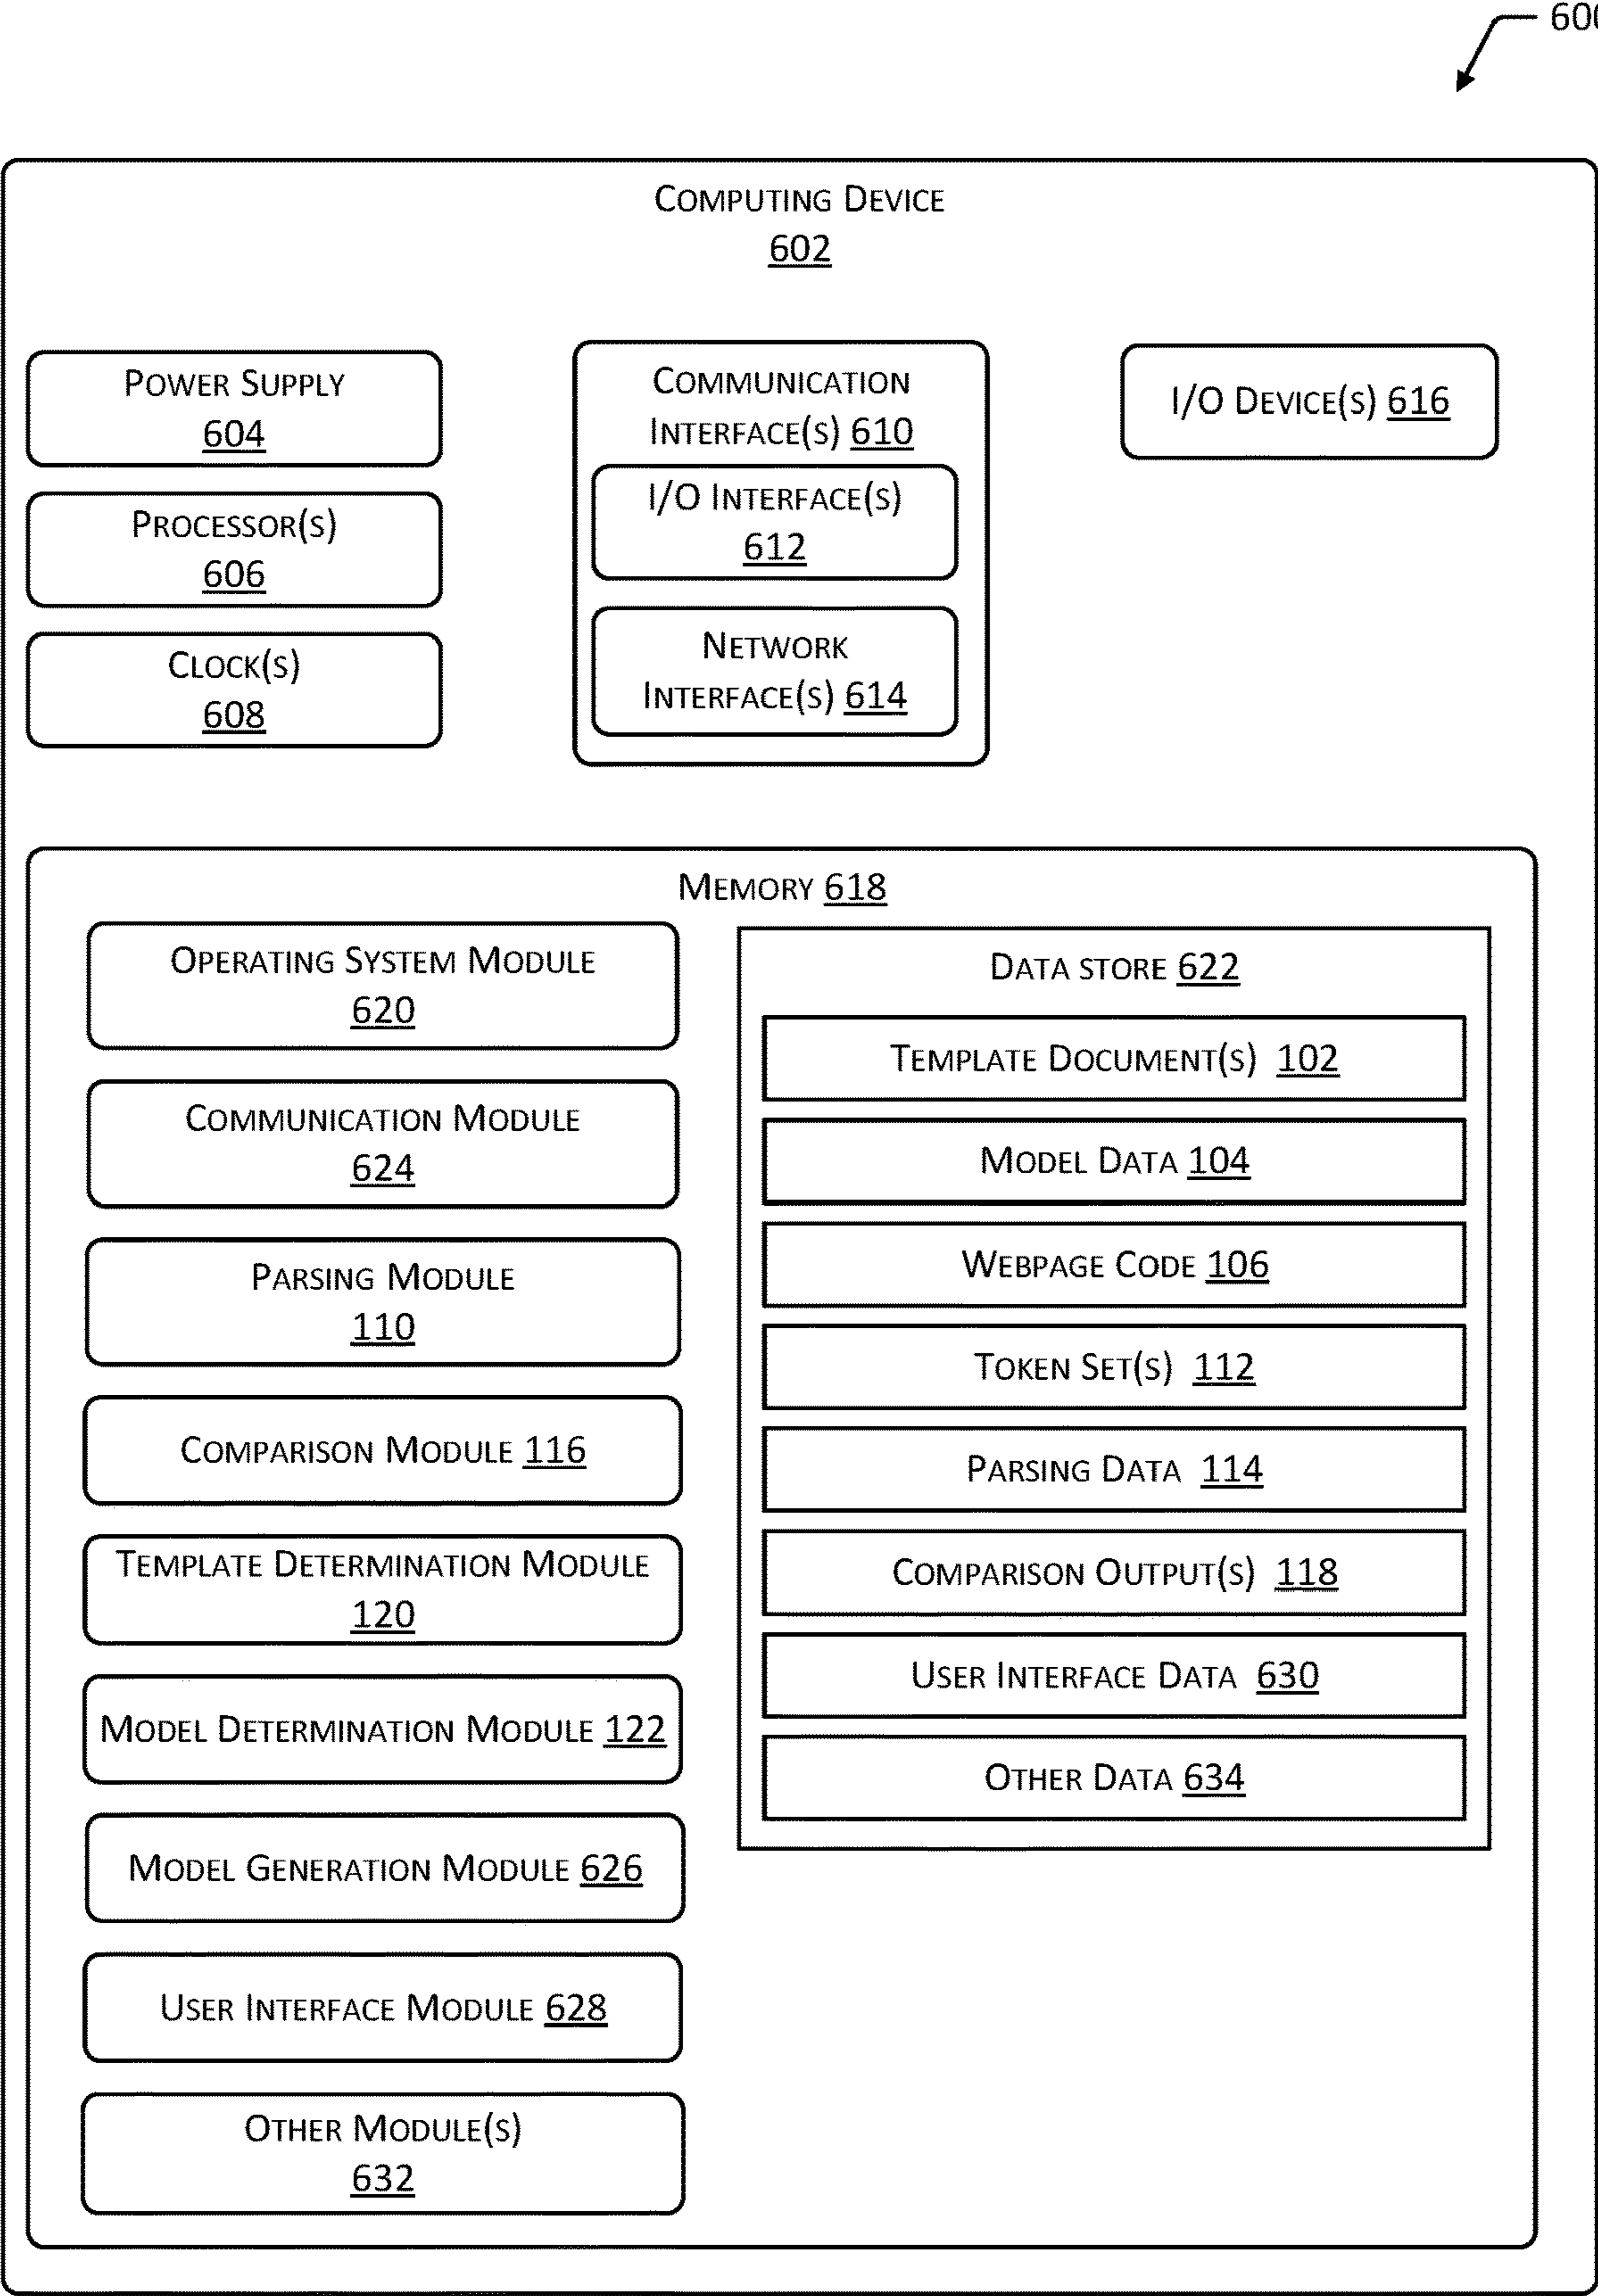 600
Computing Device
602
Power Supply
604
Processor(s)
606
Clock(s)
608
Communication
Interface(s) 610
I/O Interface(s)
612
Network
Interface(s) 614
I/O Device(s) 616
Memory 618
Operating System Module
620
Communication Module
624
Parsing Module
110
Comparison Module 116
Template Determination Module
120
Model Determination Module 122
Model Generation Module 626
User Interface Module 628
Other Module(s)
632
Data store 622
Template Document(s) 102
Model Data 104
Webpage Code 106
Token Set(s) 112
Parsing Data 114
Comparison Output(s) 118
User Interface Data 630
Other Data 634